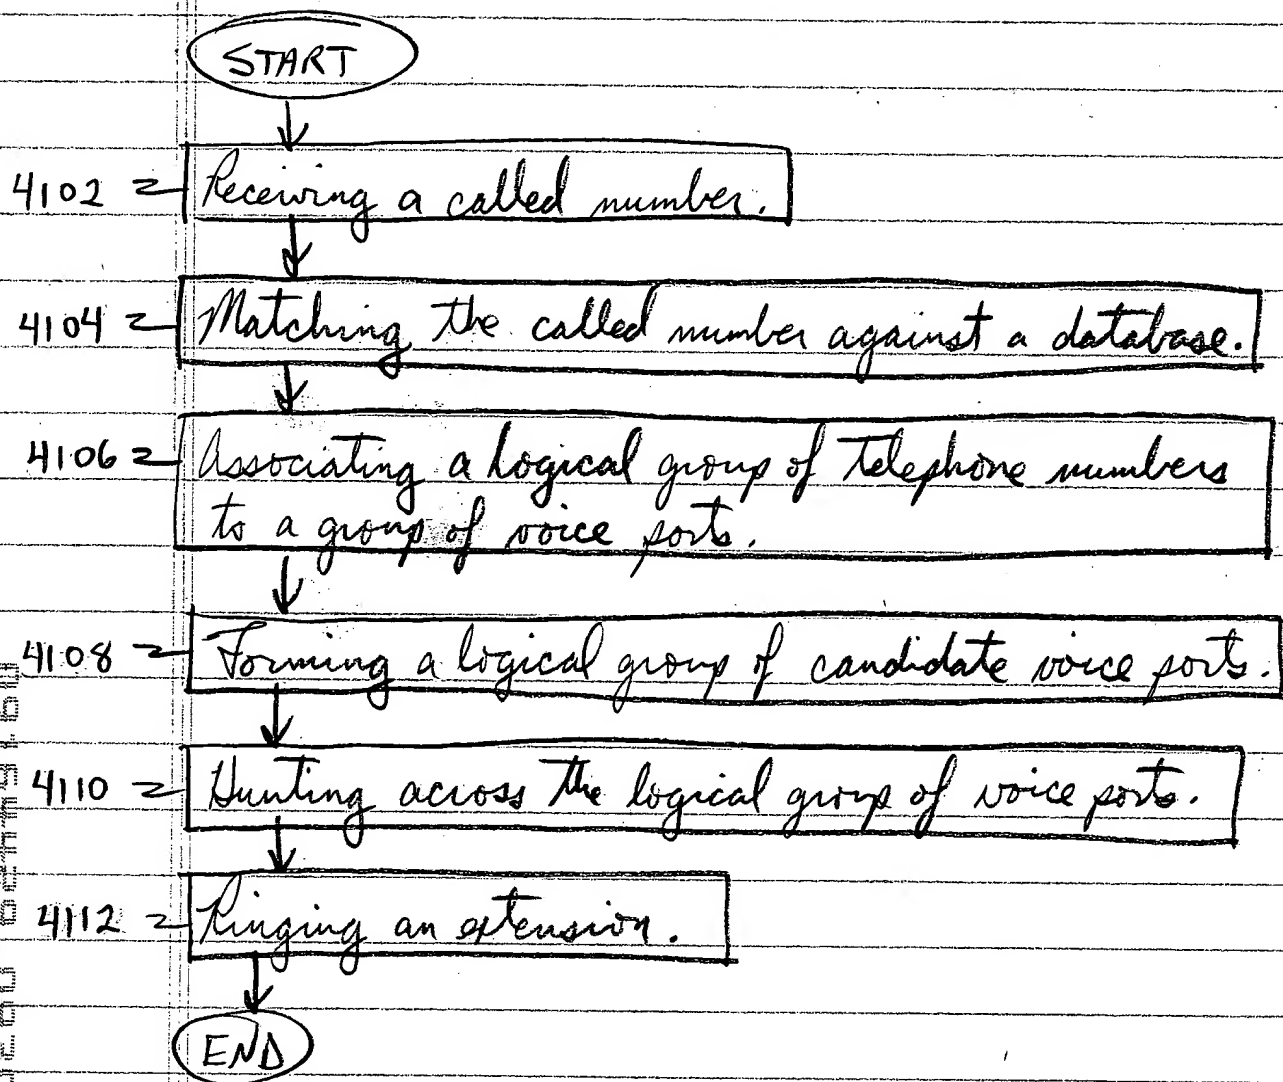 START
4102 Receiving a called number.
4104 Matching the called number against a database.
4106 Associating a logical group of telephone numbers
to a group of voice ports.
4108 Forming a logical group of candidate voice ports.
4110 Hunting across the logical group of voice ports.
4112 Ringing an extension.
END